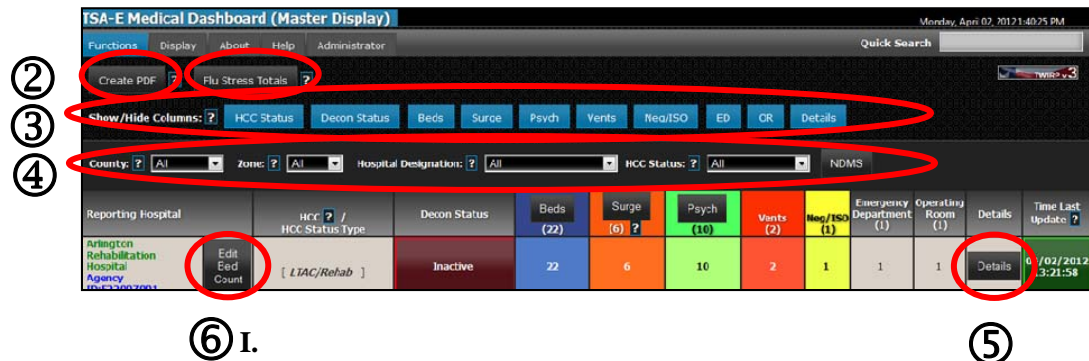 TSA-E Medical Dashboard (Master Display)
Monday, April 02, 2012 1:40:25 PM
Functions Display About Help Administrator
Quick Search
② Create PDF ? Flu Stress Totals ?
TWIRP v3
③ Show/Hide Columns: ? HCC Status Decon Status Beds Surge Psych Vents Neg/ISO ED OR Details
④ County: ? All Zone: ? All Hospital Designation: ? All HCC Status: ? All NDMS
Reporting Hospital
HCC ? /
HCC Status Type
Decon Status
Beds
(22)
Surge
(6) ?
Psych
(10)
Vents
(2)
Neg/ISO
(1)
Emergency
Department
(1)
Operating
Room
(1)
Details
Time Last
Update ?
Arlington
Rehabilitation
Hospital
Agency
Edit
Bed
Count
[ LTAC/Rehab ]
Inactive
22
6
10
2
1
1
1
Details
/02/2012
13:21:58
⑥ I.
⑤